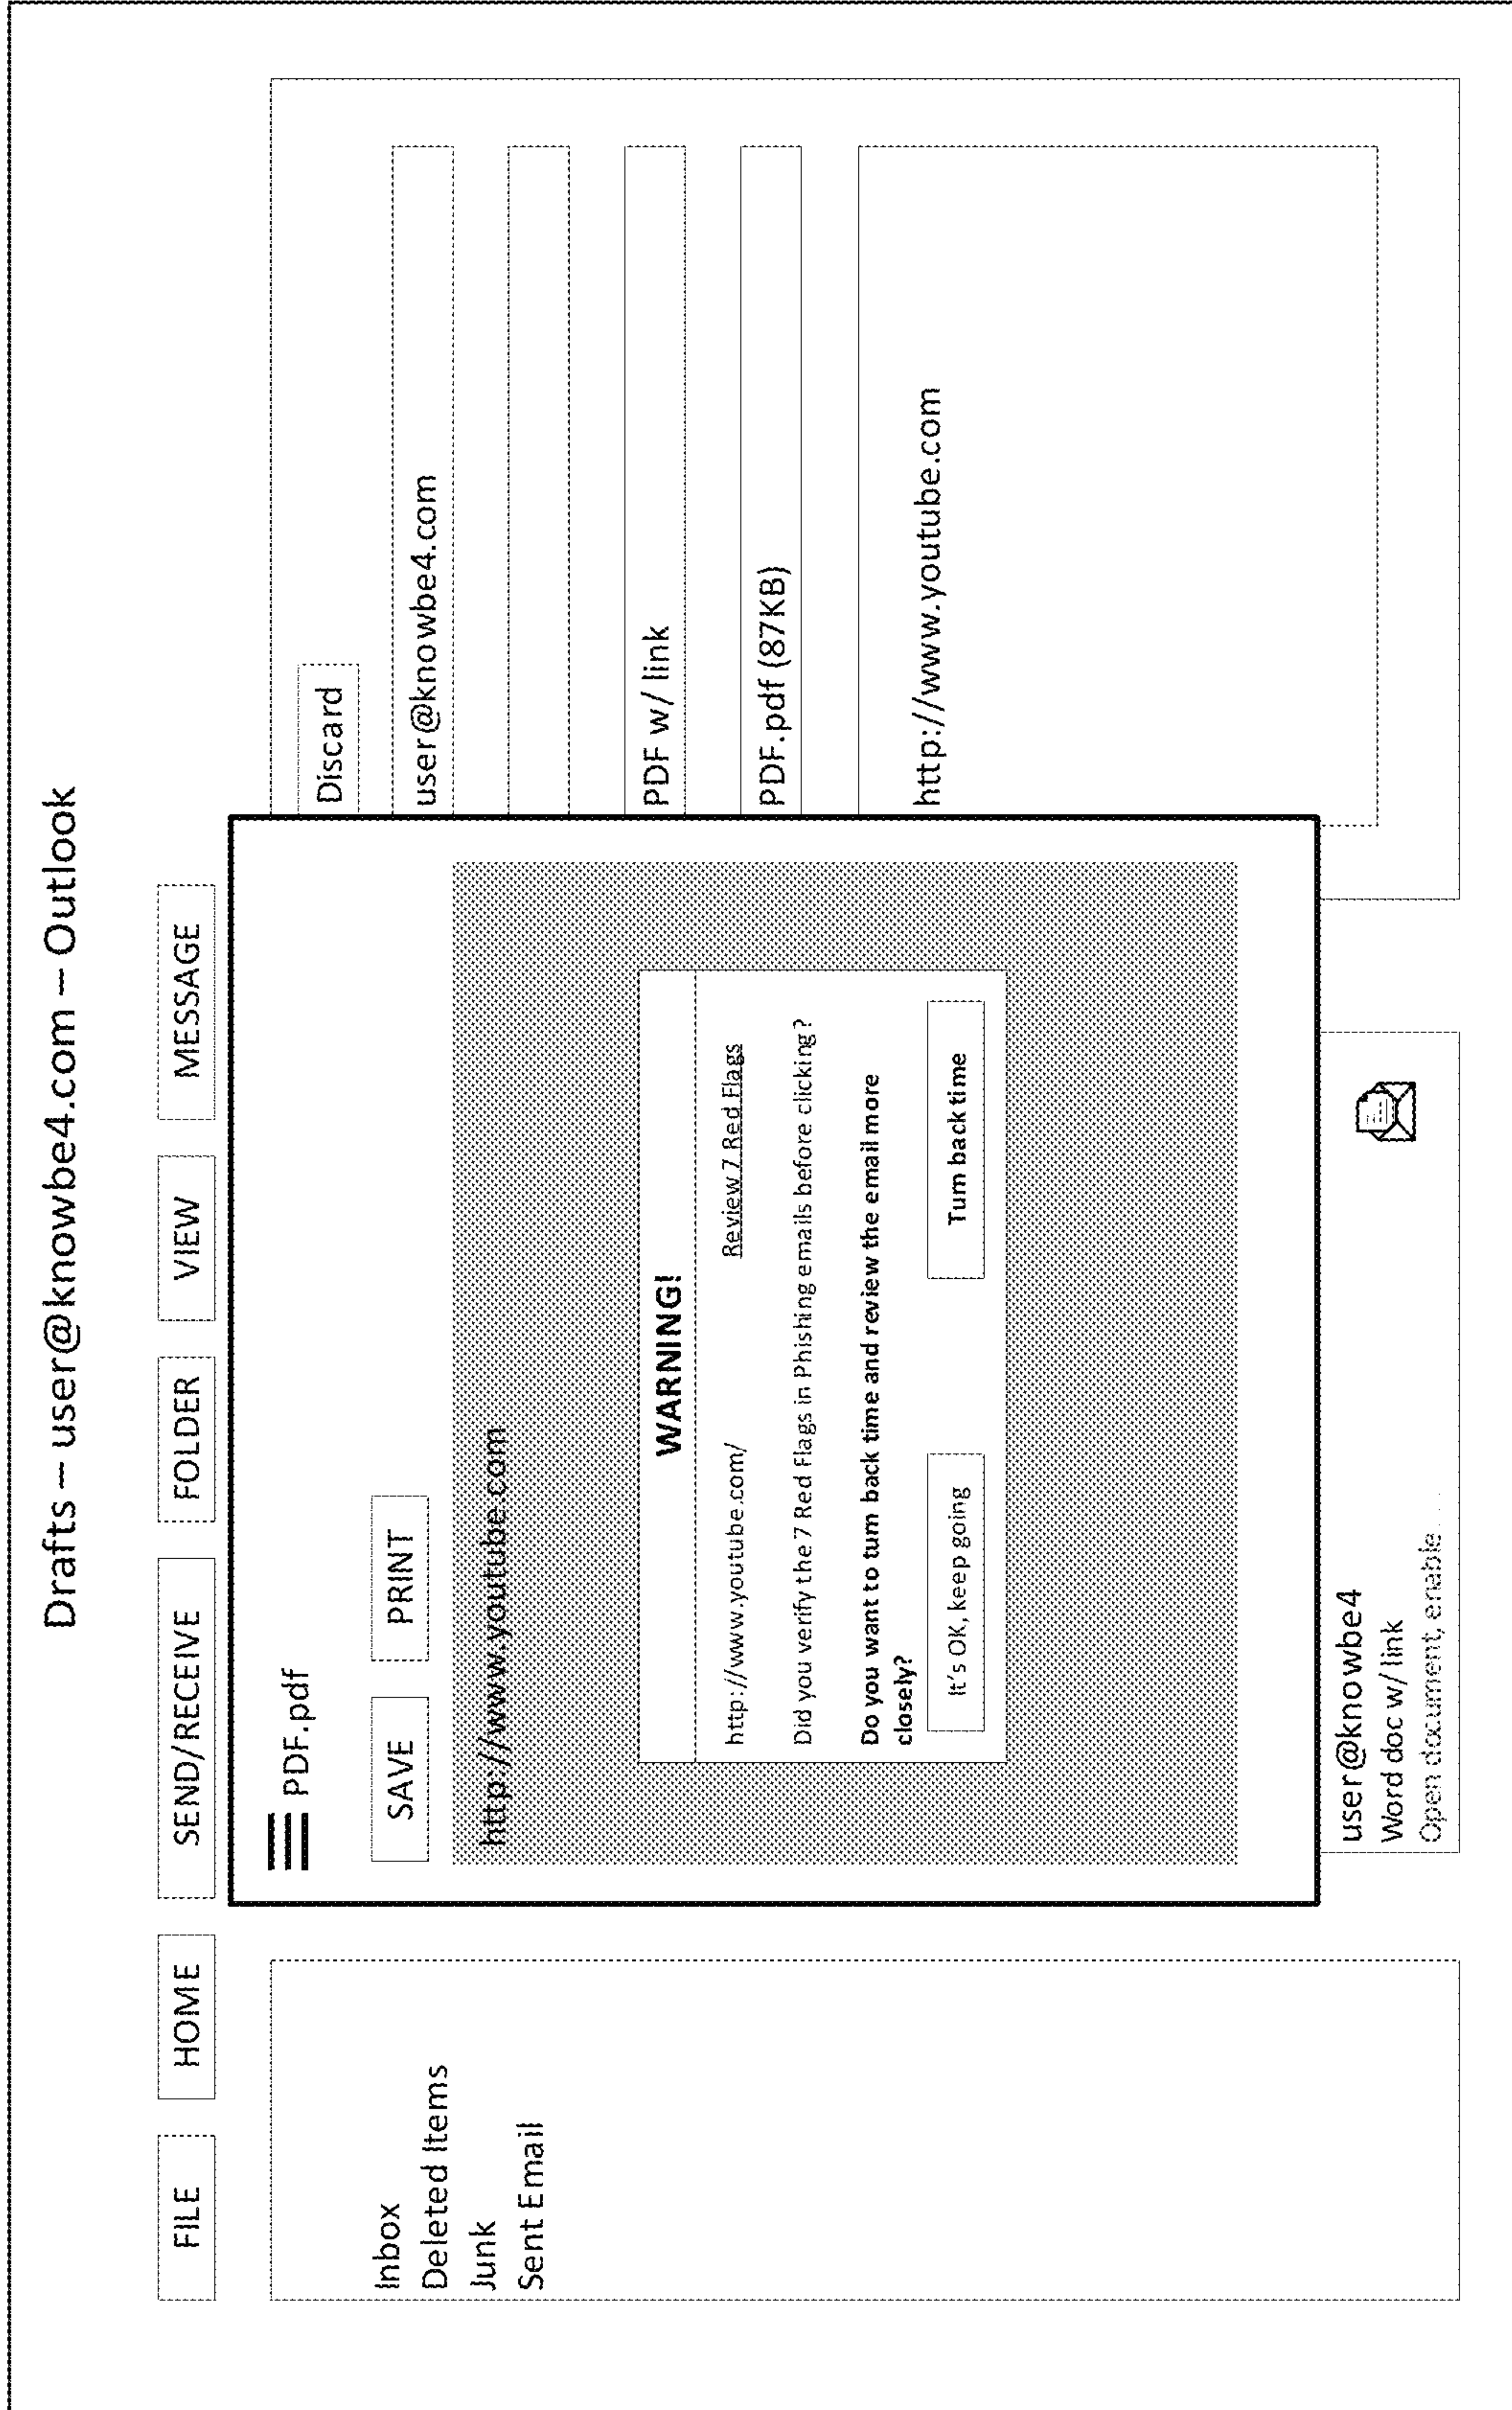 Drafts – user@knowbe4.com – Outlook
FILE
HOME
SEND/RECEIVE
FOLDER
VIEW
MESSAGE
Inbox
Deleted Items
Junk
Sent Email
PDF.pdf
SAVE
PRINT
http://www.youtube.com
WARNING!
http://www.youtube.com/
Review 7 Red Flags
Did you verify the 7 Red Flags in Phishing emails before clicking?
Do you want to turn back time and review the email more
closely?
It's OK, keep going
Turn back time
user@knowbe4
Word doc w/ link
Open document, enable . . .
Discard
user@knowbe4.com
PDF w/ link
PDF.pdf (87KB)
http://www.youtube.com